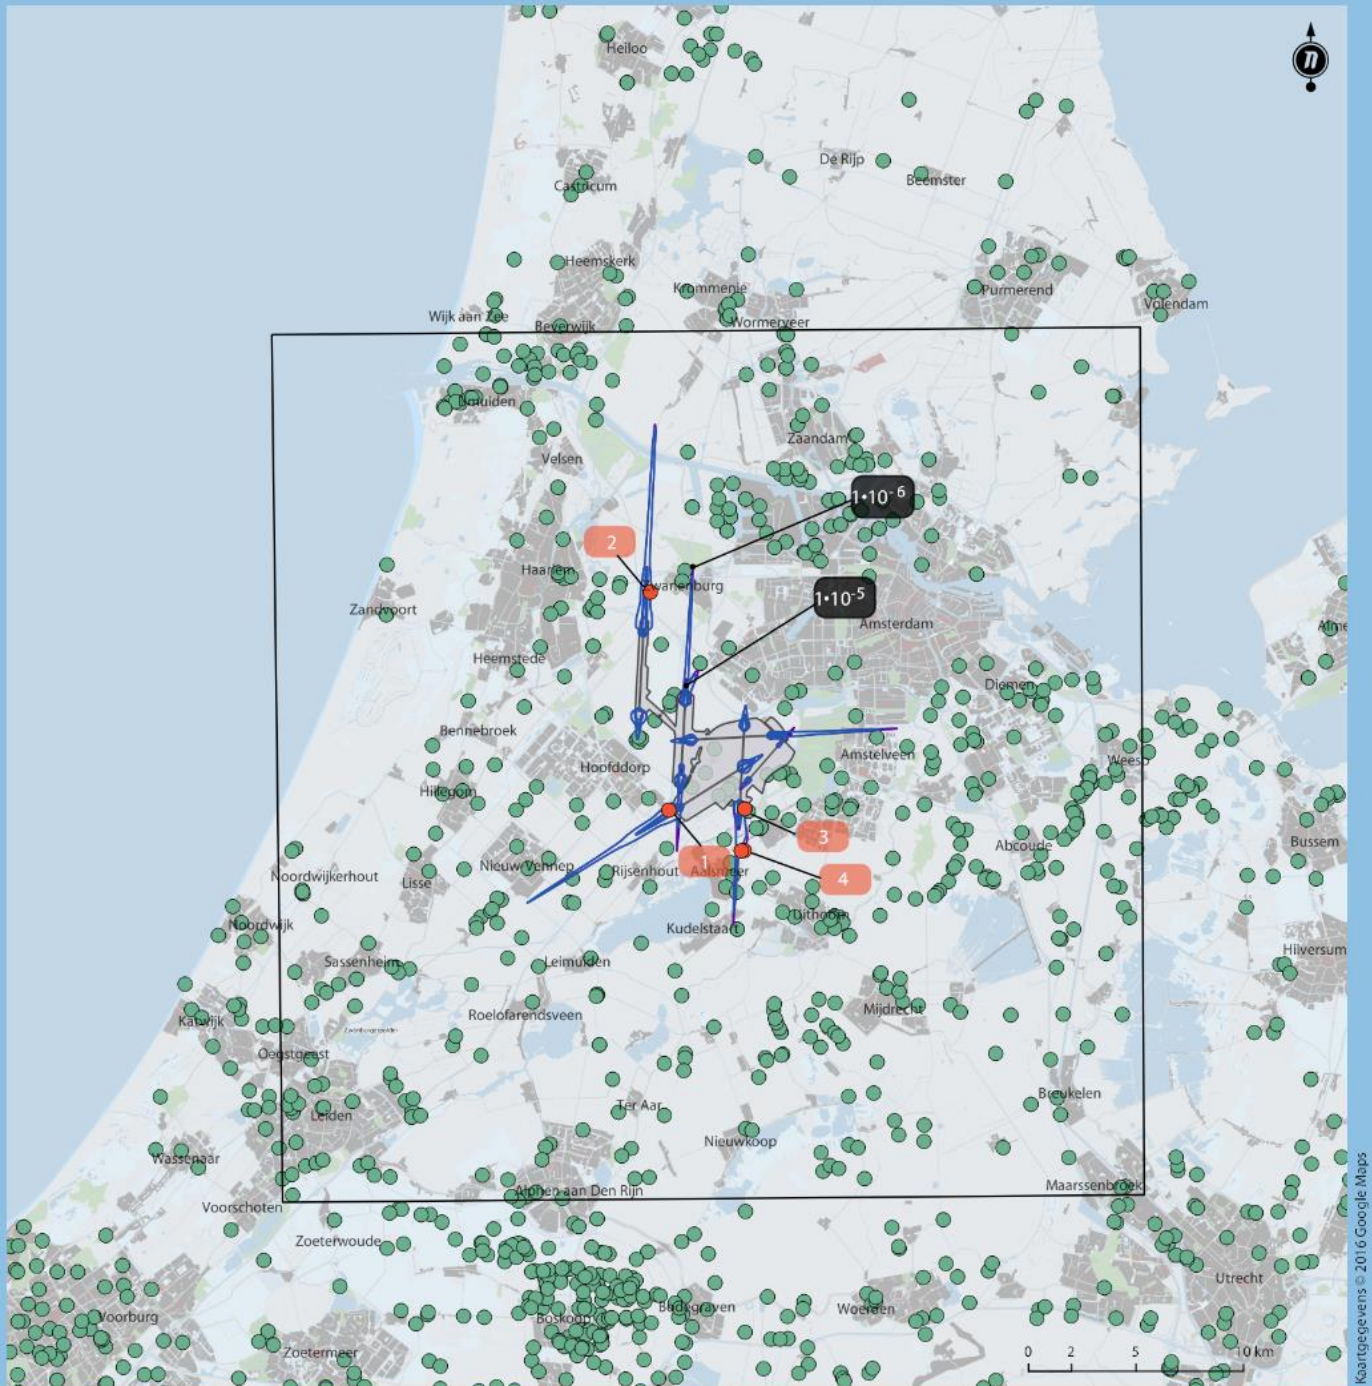 Heiloo
N
De Rijp
Castricum
Beemster
Heemskerk
Krommenie
Purmerend
Volendam
Wijk aan Zee
Beverwijk
Wormerveer
IJmuiden
Zaandam
Velsen
1•10-6
2
Haarlem
Zwanenburg
1•10-5
Zandvoort
Amsterdam
Alme
Heemstede
Diemen
Bennebroek
Amstelveen
Weesp
Hoofddorp
Hillegom
3
Abcoude
Bussem
Nieuw Vennep
Rijsenhout
1
Aalsmeer
4
Noordwijkerhout
Lisse
Noordwijk
Uithoorn
Kudelstaart
Hilversum
Sassenheim
Leimuiden
Katwijk
Roelofarendsveen
Mijdrecht
Oegstgeest
Breukelen
Leiden
Ter Aar
Nieuwkoop
Wassenaar
Alphen aan Den Rijn
Maarssenbroek
Voorschoten
Zoeterwoude
Utrecht
Voorburg
Boskoop
Bodegraven
Woerden
Zoetermeer
0 2 5 10 km
Kaartgegevens © 2016 Google Maps